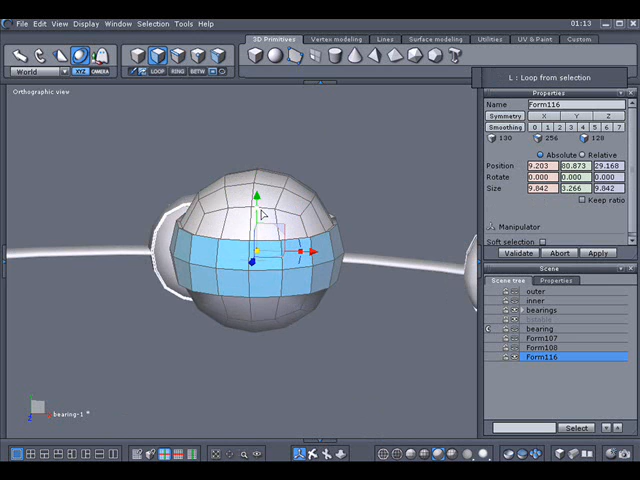 File Edit View Display Window Selection Tools Help
01:13
3D Primitives Vertex modeling Lines Surface modeling Utilities UV & Paint Custom
World
XYZ CAMERA
LOOP RING BETW
L : Loop from selection
Orthographic view
Properties
Name Form116
Symmetry X Y Z
Smoothing 0 1 2 3 4 5 6 7
130 256 128
Absolute Relative
Position 9.203 80.873 29.168
Rotate 0.000 0.000 0.000
Size 9.842 3.266 9.842
Keep ratio
Manipulator
Soft selection
Validate Abort Apply
Scene
Scene tree Properties
outer
inner
bearings
bearing
Form107
Form108
Form116
Select
Z
bearing-1 *